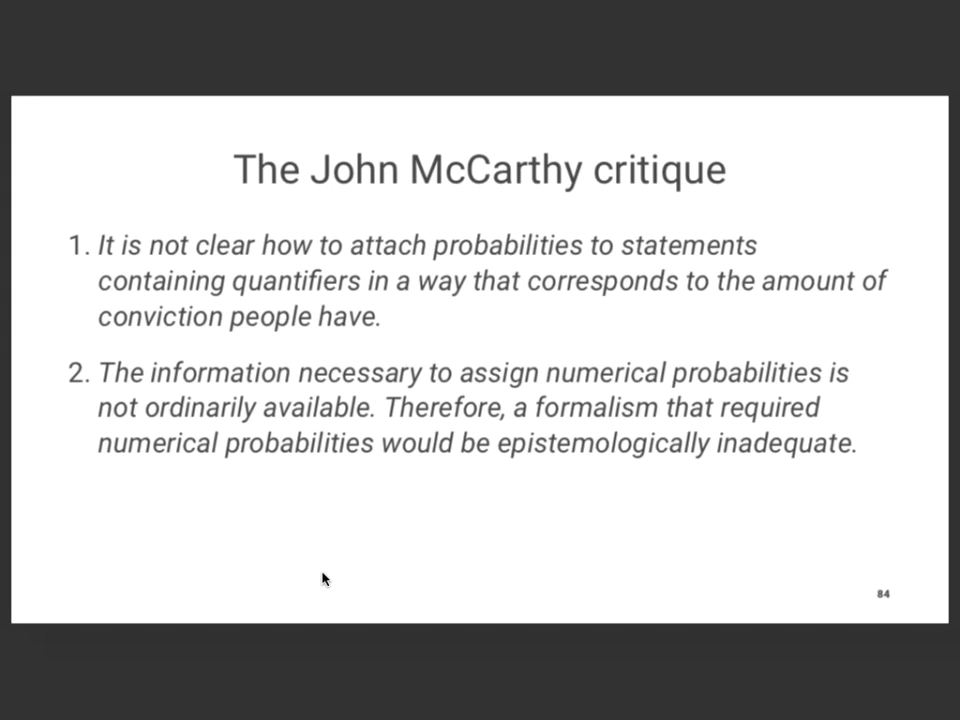 The John McCarthy critique
1. It is not clear how to attach probabilities to statements
containing quantifiers in a way that corresponds to the amount of
conviction people have.
2. The information necessary to assign numerical probabilities is
not ordinarily available. Therefore, a formalism that required
numerical probabilities would be epistemologically inadequate.
84